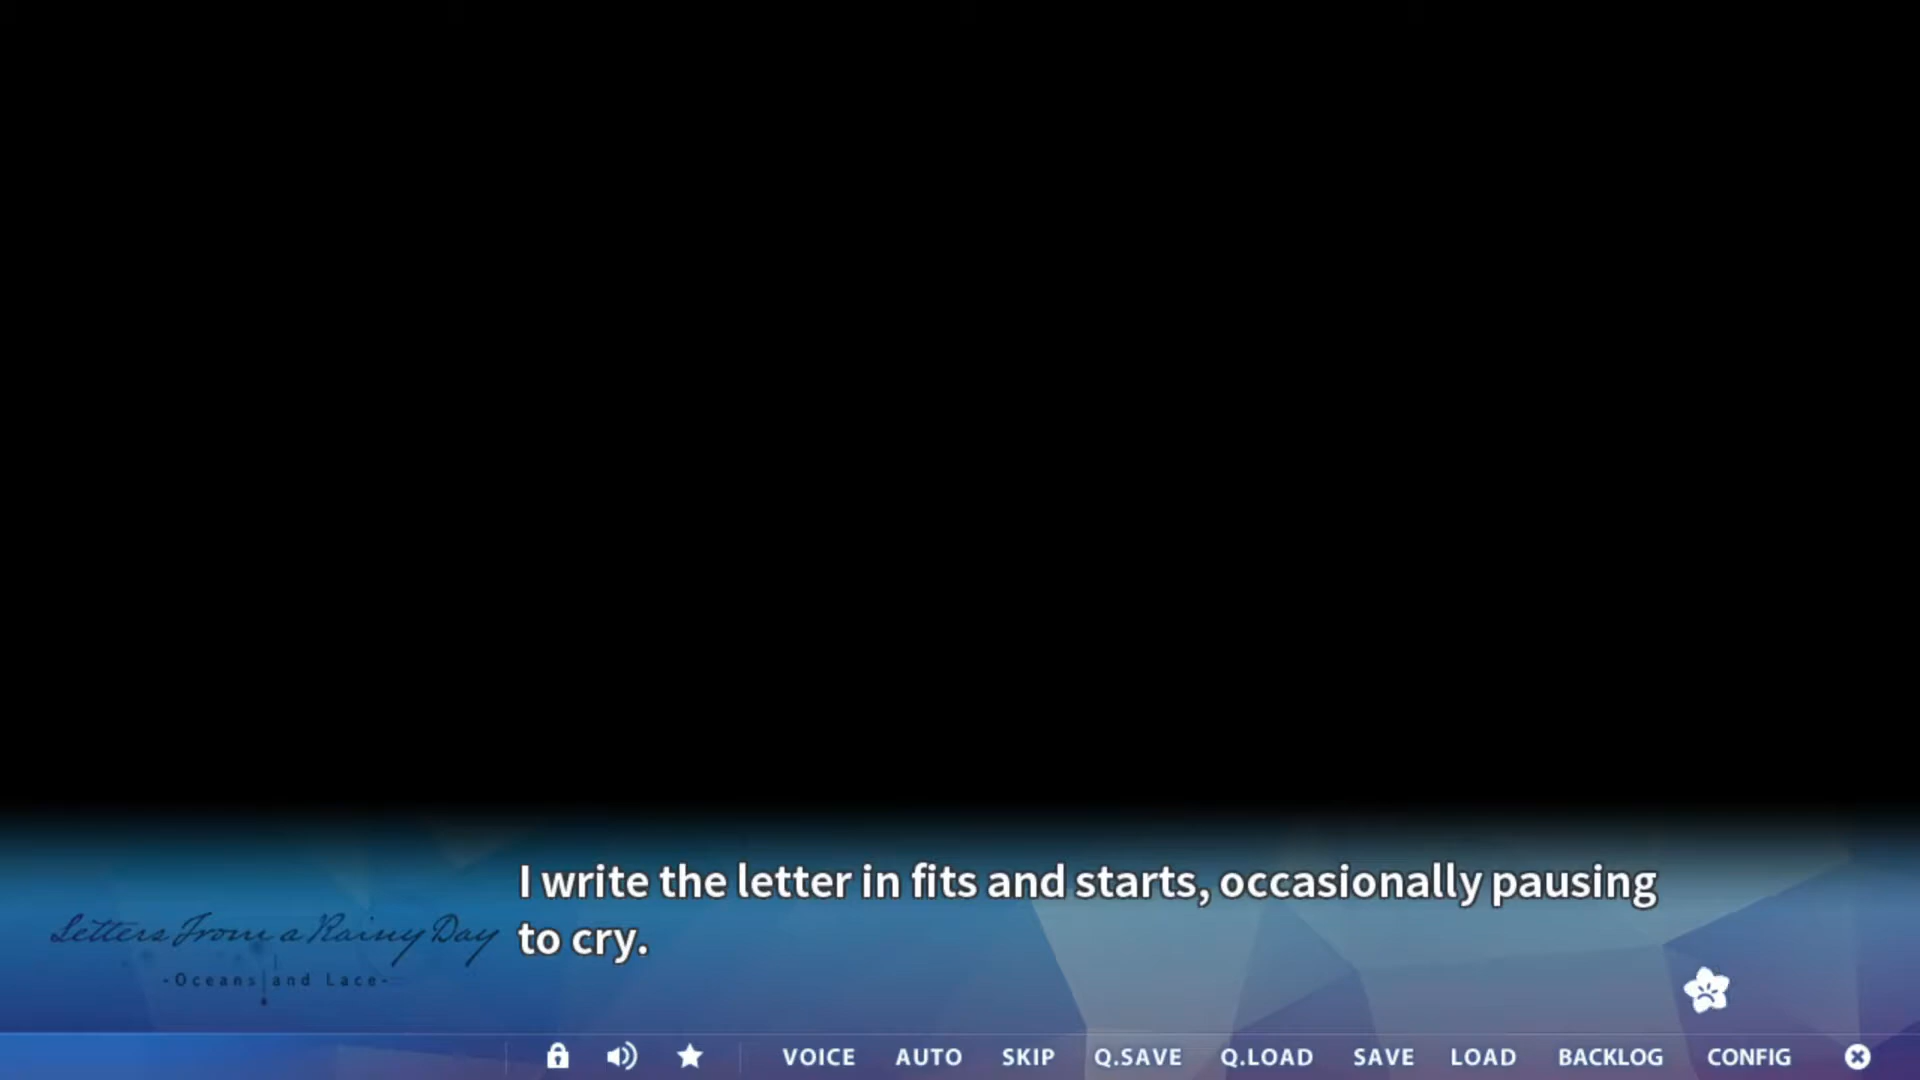 I write the letter in fits and starts, occasionally pausing
to cry.
Letters From a Rainy Day
-Oceans and Lace-
VOICE AUTO SKIP Q.SAVE Q.LOAD SAVE LOAD BACKLOG CONFIG